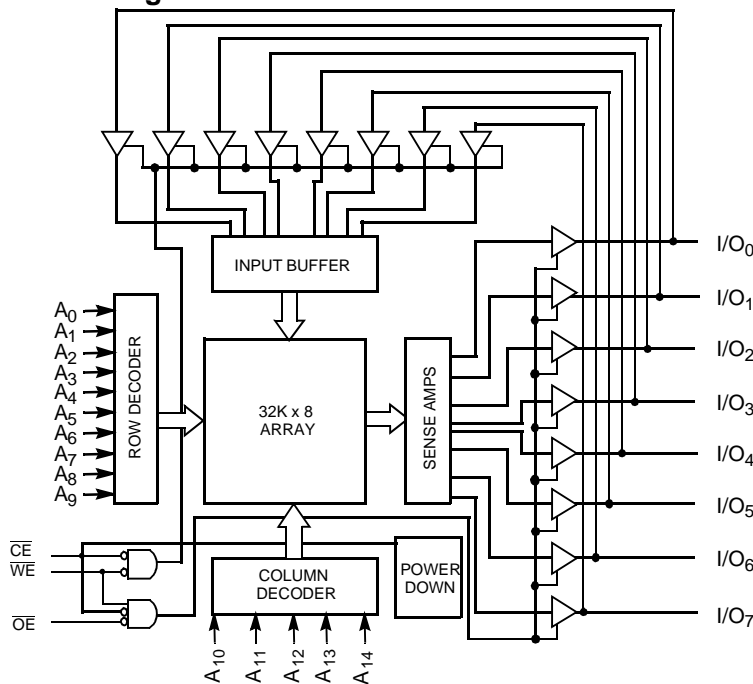 INPUT BUFFER
I/O0
I/O1
I/O2
I/O3
I/O4
I/O5
I/O6
I/O7
A0
A1
A2
A3
A4
A5
A6
A7
A8
A9
ROW DECODER
32K x 8
ARRAY
SENSE AMPS
CE
WE
OE
COLUMN
DECODER
POWER
DOWN
A10
A11
A12
A13
A14